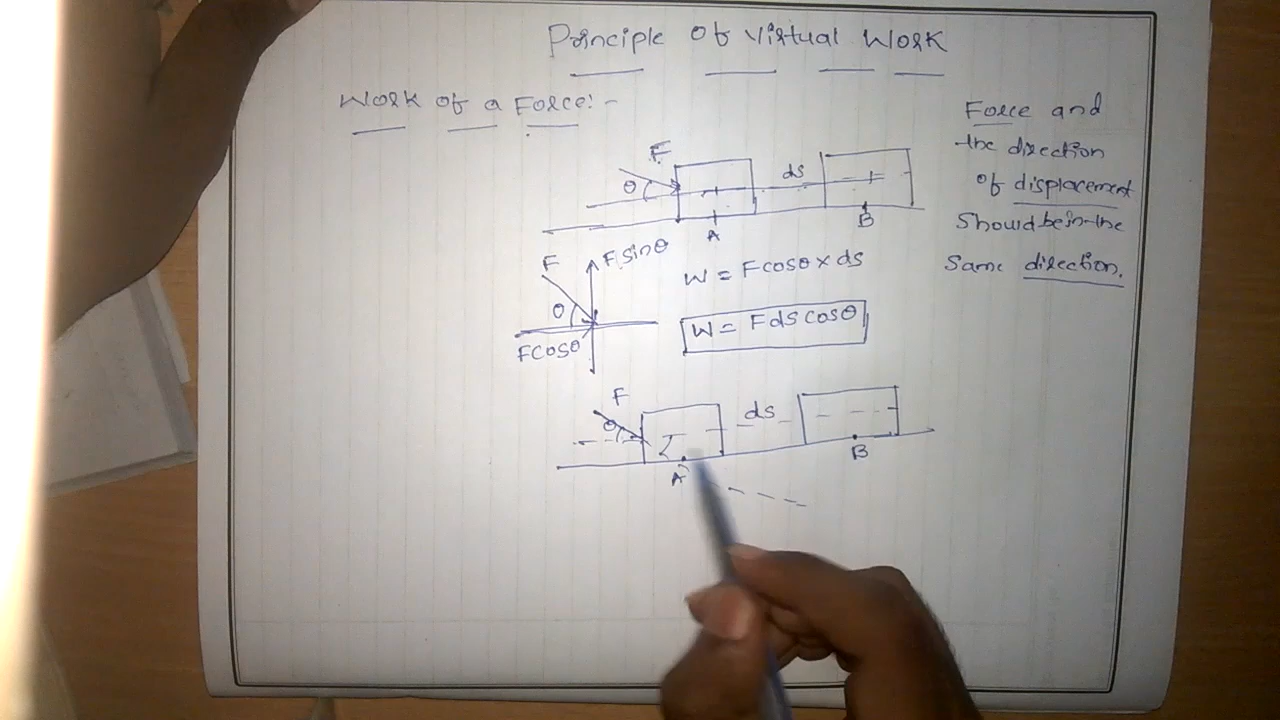 Principle of Virtual Work
Work of a Force:-
Force and
the direction
of displacement
Should be in the
Same direction.
F
θ
ds
A
B
F
F sinθ
θ
F cosθ
W = F cosθ x ds
W = F ds cosθ
F
θ
ds
A
B